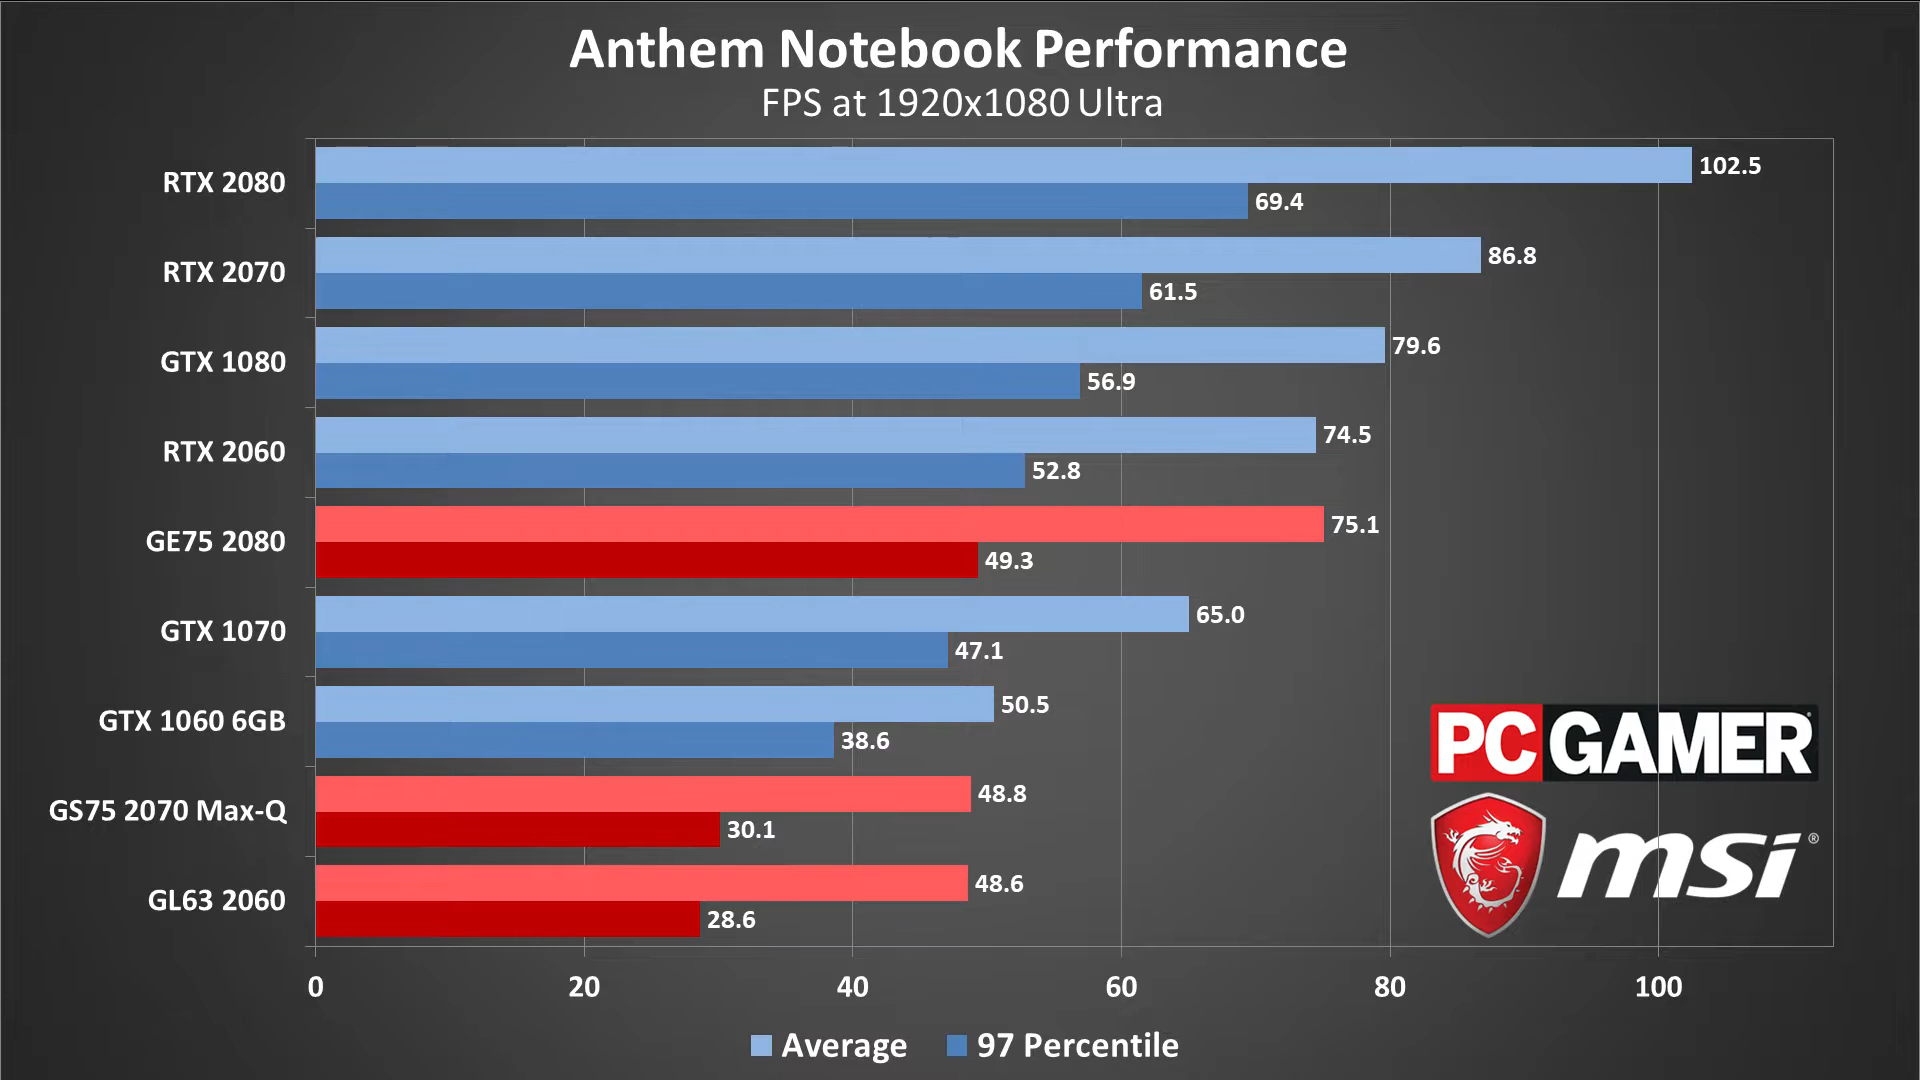 Anthem Notebook Performance
FPS at 1920x1080 Ultra
RTX 2080 102.5
69.4
RTX 2070 86.8
61.5
GTX 1080 79.6
56.9
RTX 2060 74.5
52.8
GE75 2080 75.1
49.3
GTX 1070 65.0
47.1
GTX 1060 6GB 50.5
38.6
GS75 2070 Max-Q 48.8
30.1
GL63 2060 48.6
28.6
PC GAMER
msi®
0 20 40 60 80 100
Average 97 Percentile